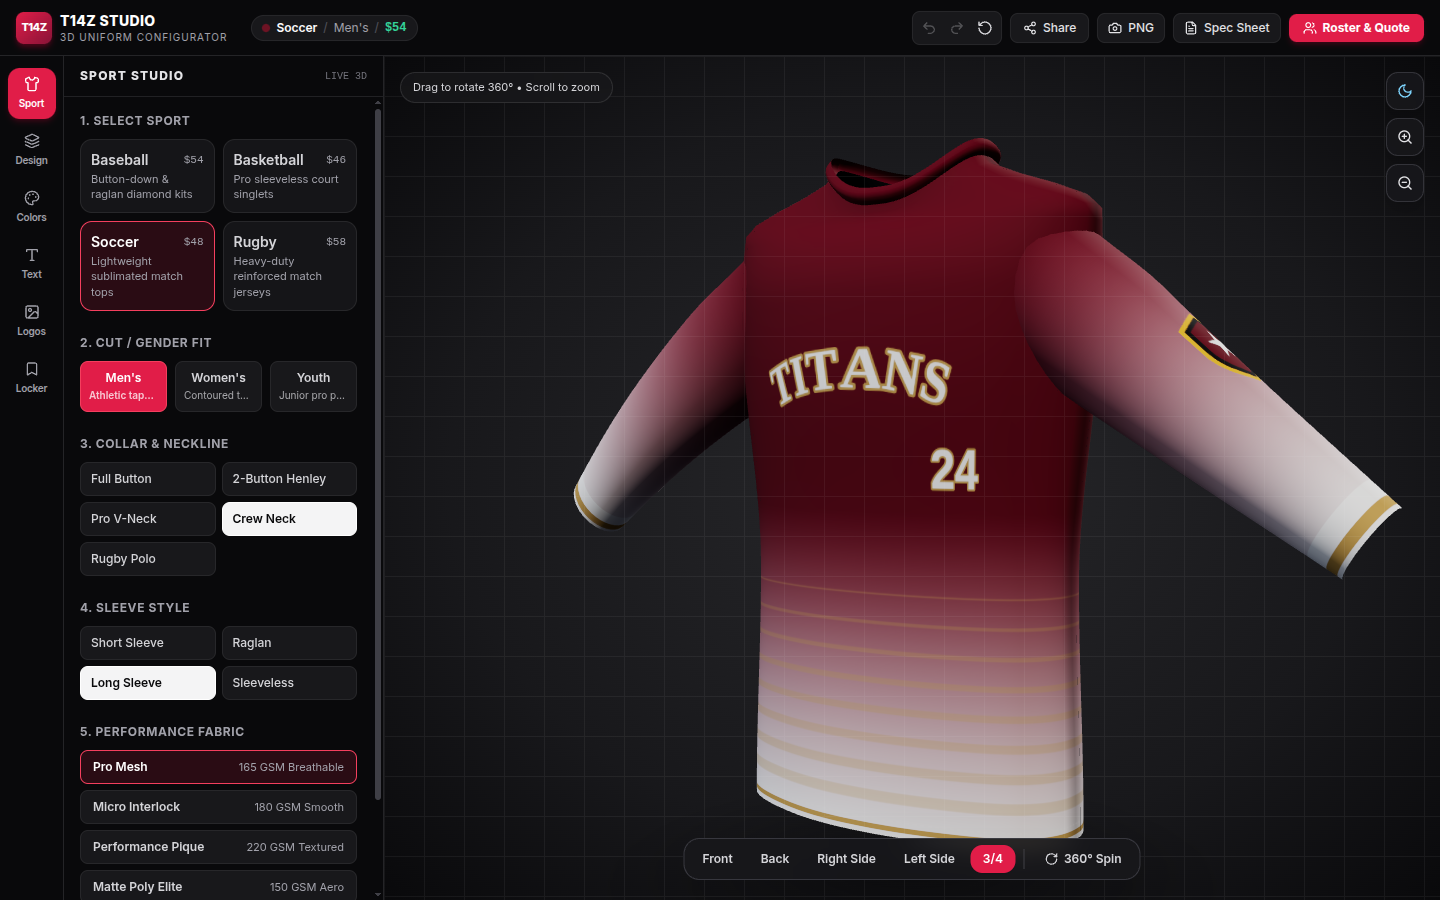 T14Z
T14Z STUDIO
3D UNIFORM CONFIGURATOR
Soccer / Men's / $54
Share
PNG
Spec Sheet
Roster & Quote
Sport
Design
Colors
Text
Logos
Locker
SPORT STUDIO
LIVE 3D
1. SELECT SPORT
Baseball $54
Button-down &
raglan diamond kits
Basketball $46
Pro sleeveless court
singlets
Soccer $48
Lightweight
sublimated match
tops
Rugby $58
Heavy-duty
reinforced match
jerseys
2. CUT / GENDER FIT
Men's
Athletic tap...
Women's
Contoured t...
Youth
Junior pro p...
3. COLLAR & NECKLINE
Full Button
2-Button Henley
Pro V-Neck
Crew Neck
Rugby Polo
4. SLEEVE STYLE
Short Sleeve
Raglan
Long Sleeve
Sleeveless
5. PERFORMANCE FABRIC
Pro Mesh 165 GSM Breathable
Micro Interlock 180 GSM Smooth
Performance Pique 220 GSM Textured
Matte Poly Elite 150 GSM Aero
Drag to rotate 360° • Scroll to zoom
TITANS
24
Front
Back
Right Side
Left Side
3/4
360° Spin